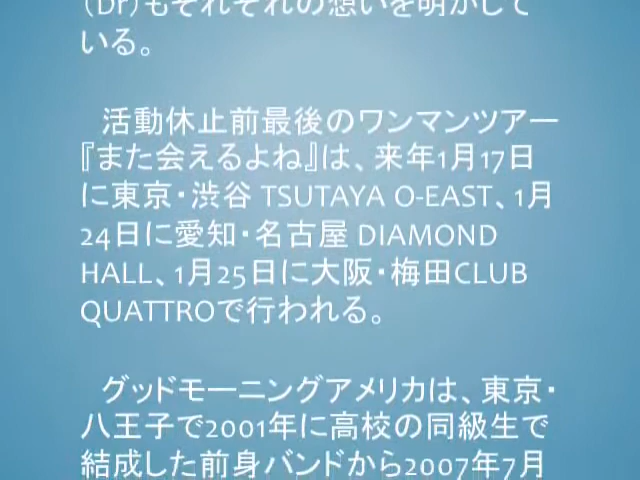 (Dr)もそれぞれの想いを明かして
いる。
活動休止前最後のワンマンツアー
『また会えるよね』は、来年1月17日
に東京・渋谷 TSUTAYA O-EAST、1月
24日に愛知・名古屋 DIAMOND
HALL、1月25日に大阪・梅田CLUB
QUATTROで行われる。
グッドモーニングアメリカは、東京・
八王子で2001年に高校の同級生で
結成した前身バンドから2007年7月